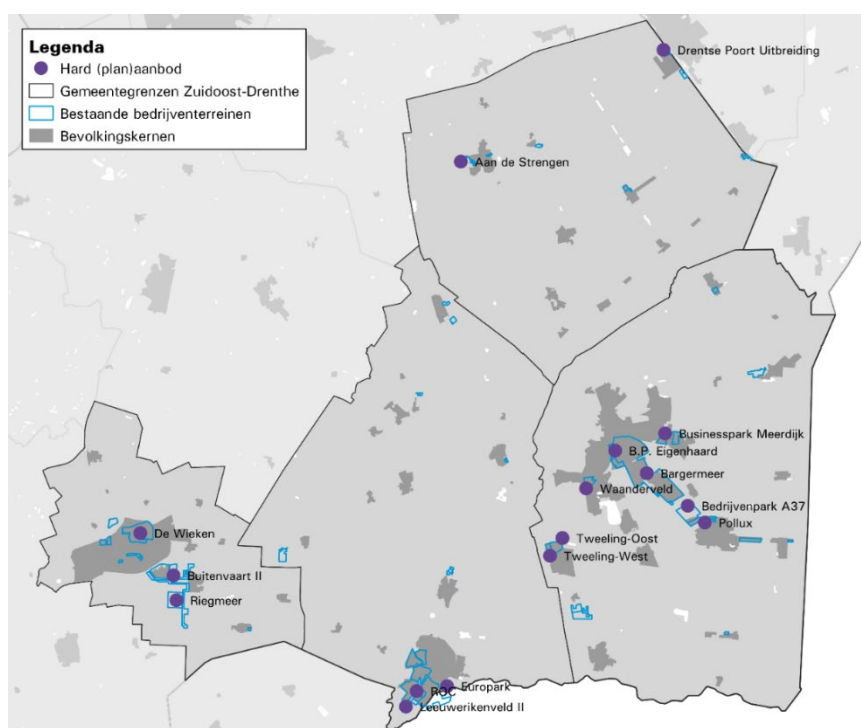 Legenda
Hard (plan)aanbod
Gemeentegrenzen Zuidoost-Drenthe
Bestaande bedrijventerreinen
Bevolkingskernen
Drentse Poort Uitbreiding
Aan de Strengen
Businesspark Meerdijk
B.P. Eigenhaard
Bargermeer
Waanderveld
Bedrijvenpark A37
Pollux
De Wieken
Tweeling-Oost
Tweeling-West
Buitenvaart II
Riegmeer
Europark
ROC
Leeuwerikenveld II